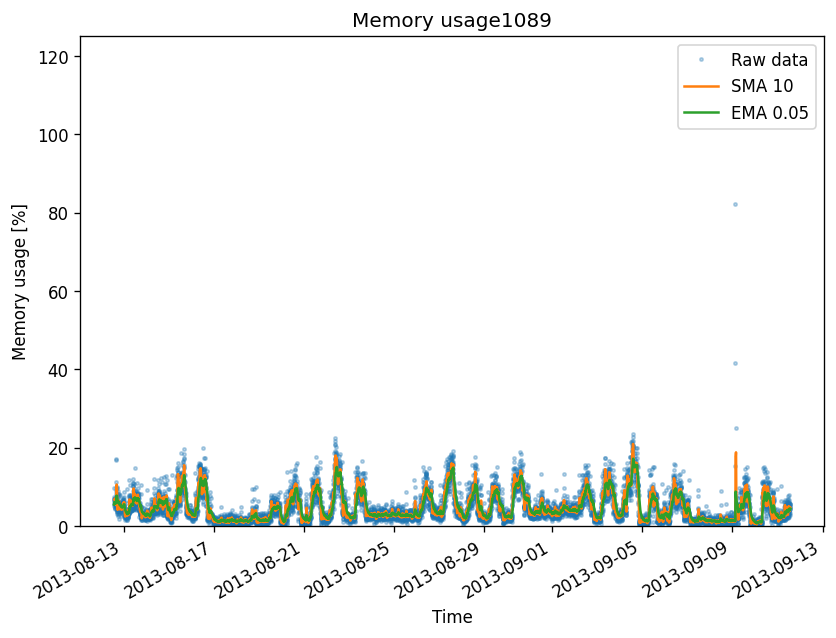 Memory usage1089
120
100
80
60
40
20
0
Memory usage [%]
Raw data
SMA 10
EMA 0.05
2013-08-13
2013-08-17
2013-08-21
2013-08-25
2013-08-29
2013-09-01
2013-09-05
2013-09-09
2013-09-13
Time